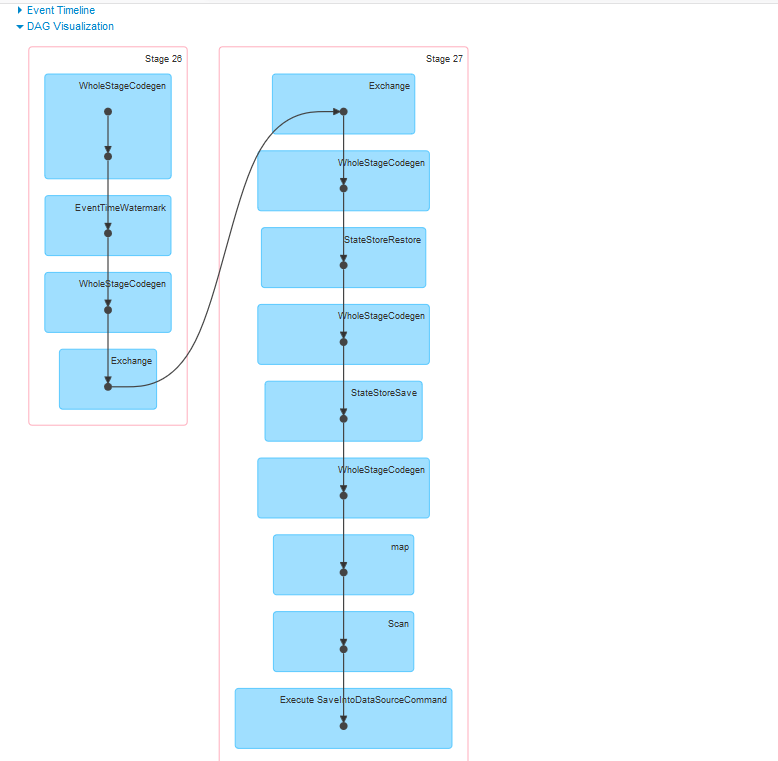 Event Timeline
DAG Visualization
Stage 26
WholeStageCodegen
EventTimeWatermark
WholeStageCodegen
Exchange
Stage 27
Exchange
WholeStageCodegen
StateStoreRestore
WholeStageCodegen
StateStoreSave
WholeStageCodegen
map
Scan
Execute SaveIntoDataSourceCommand